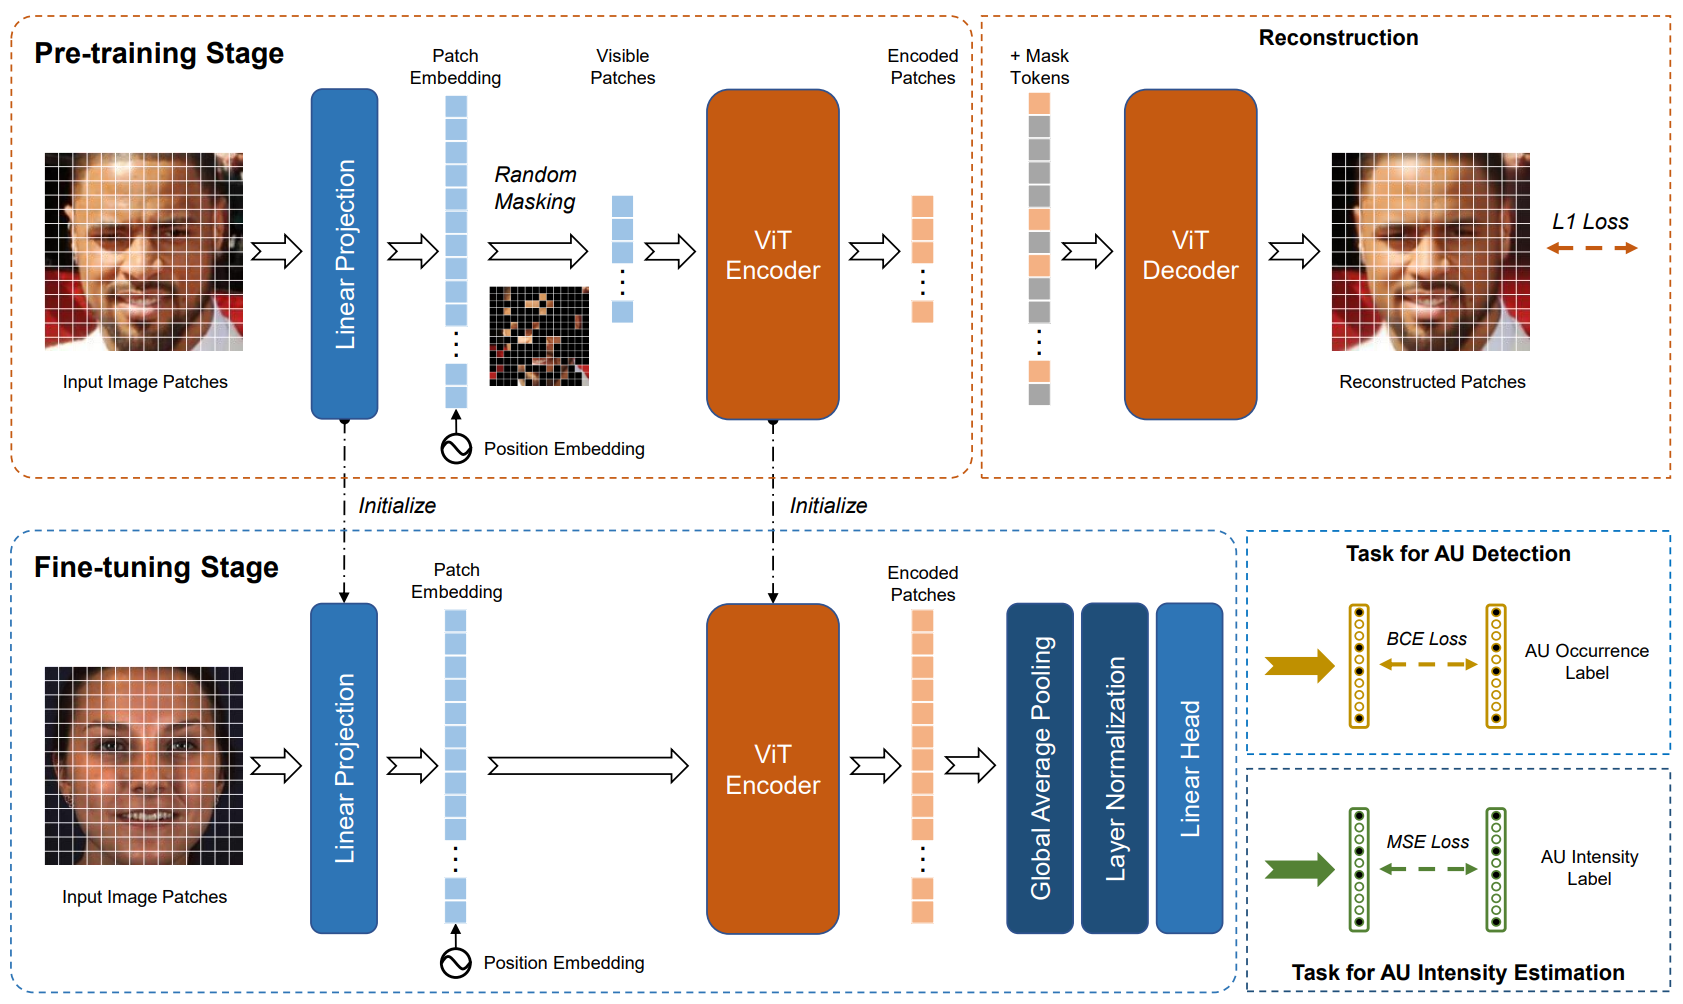 Pre-training Stage
Patch
Embedding
Visible
Patches
Encoded
Patches
+ Mask
Tokens
Reconstruction
Linear Projection
Random
Masking
ViT
Encoder
ViT
Decoder
L1 Loss
Input Image Patches
Reconstructed Patches
Position Embedding
Initialize
Initialize
Fine-tuning Stage
Patch
Embedding
Encoded
Patches
Linear Projection
ViT
Encoder
Global Average Pooling
Layer Normalization
Linear Head
Input Image Patches
Position Embedding
Task for AU Detection
BCE Loss
AU Occurrence
Label
MSE Loss
AU Intensity
Label
Task for AU Intensity Estimation